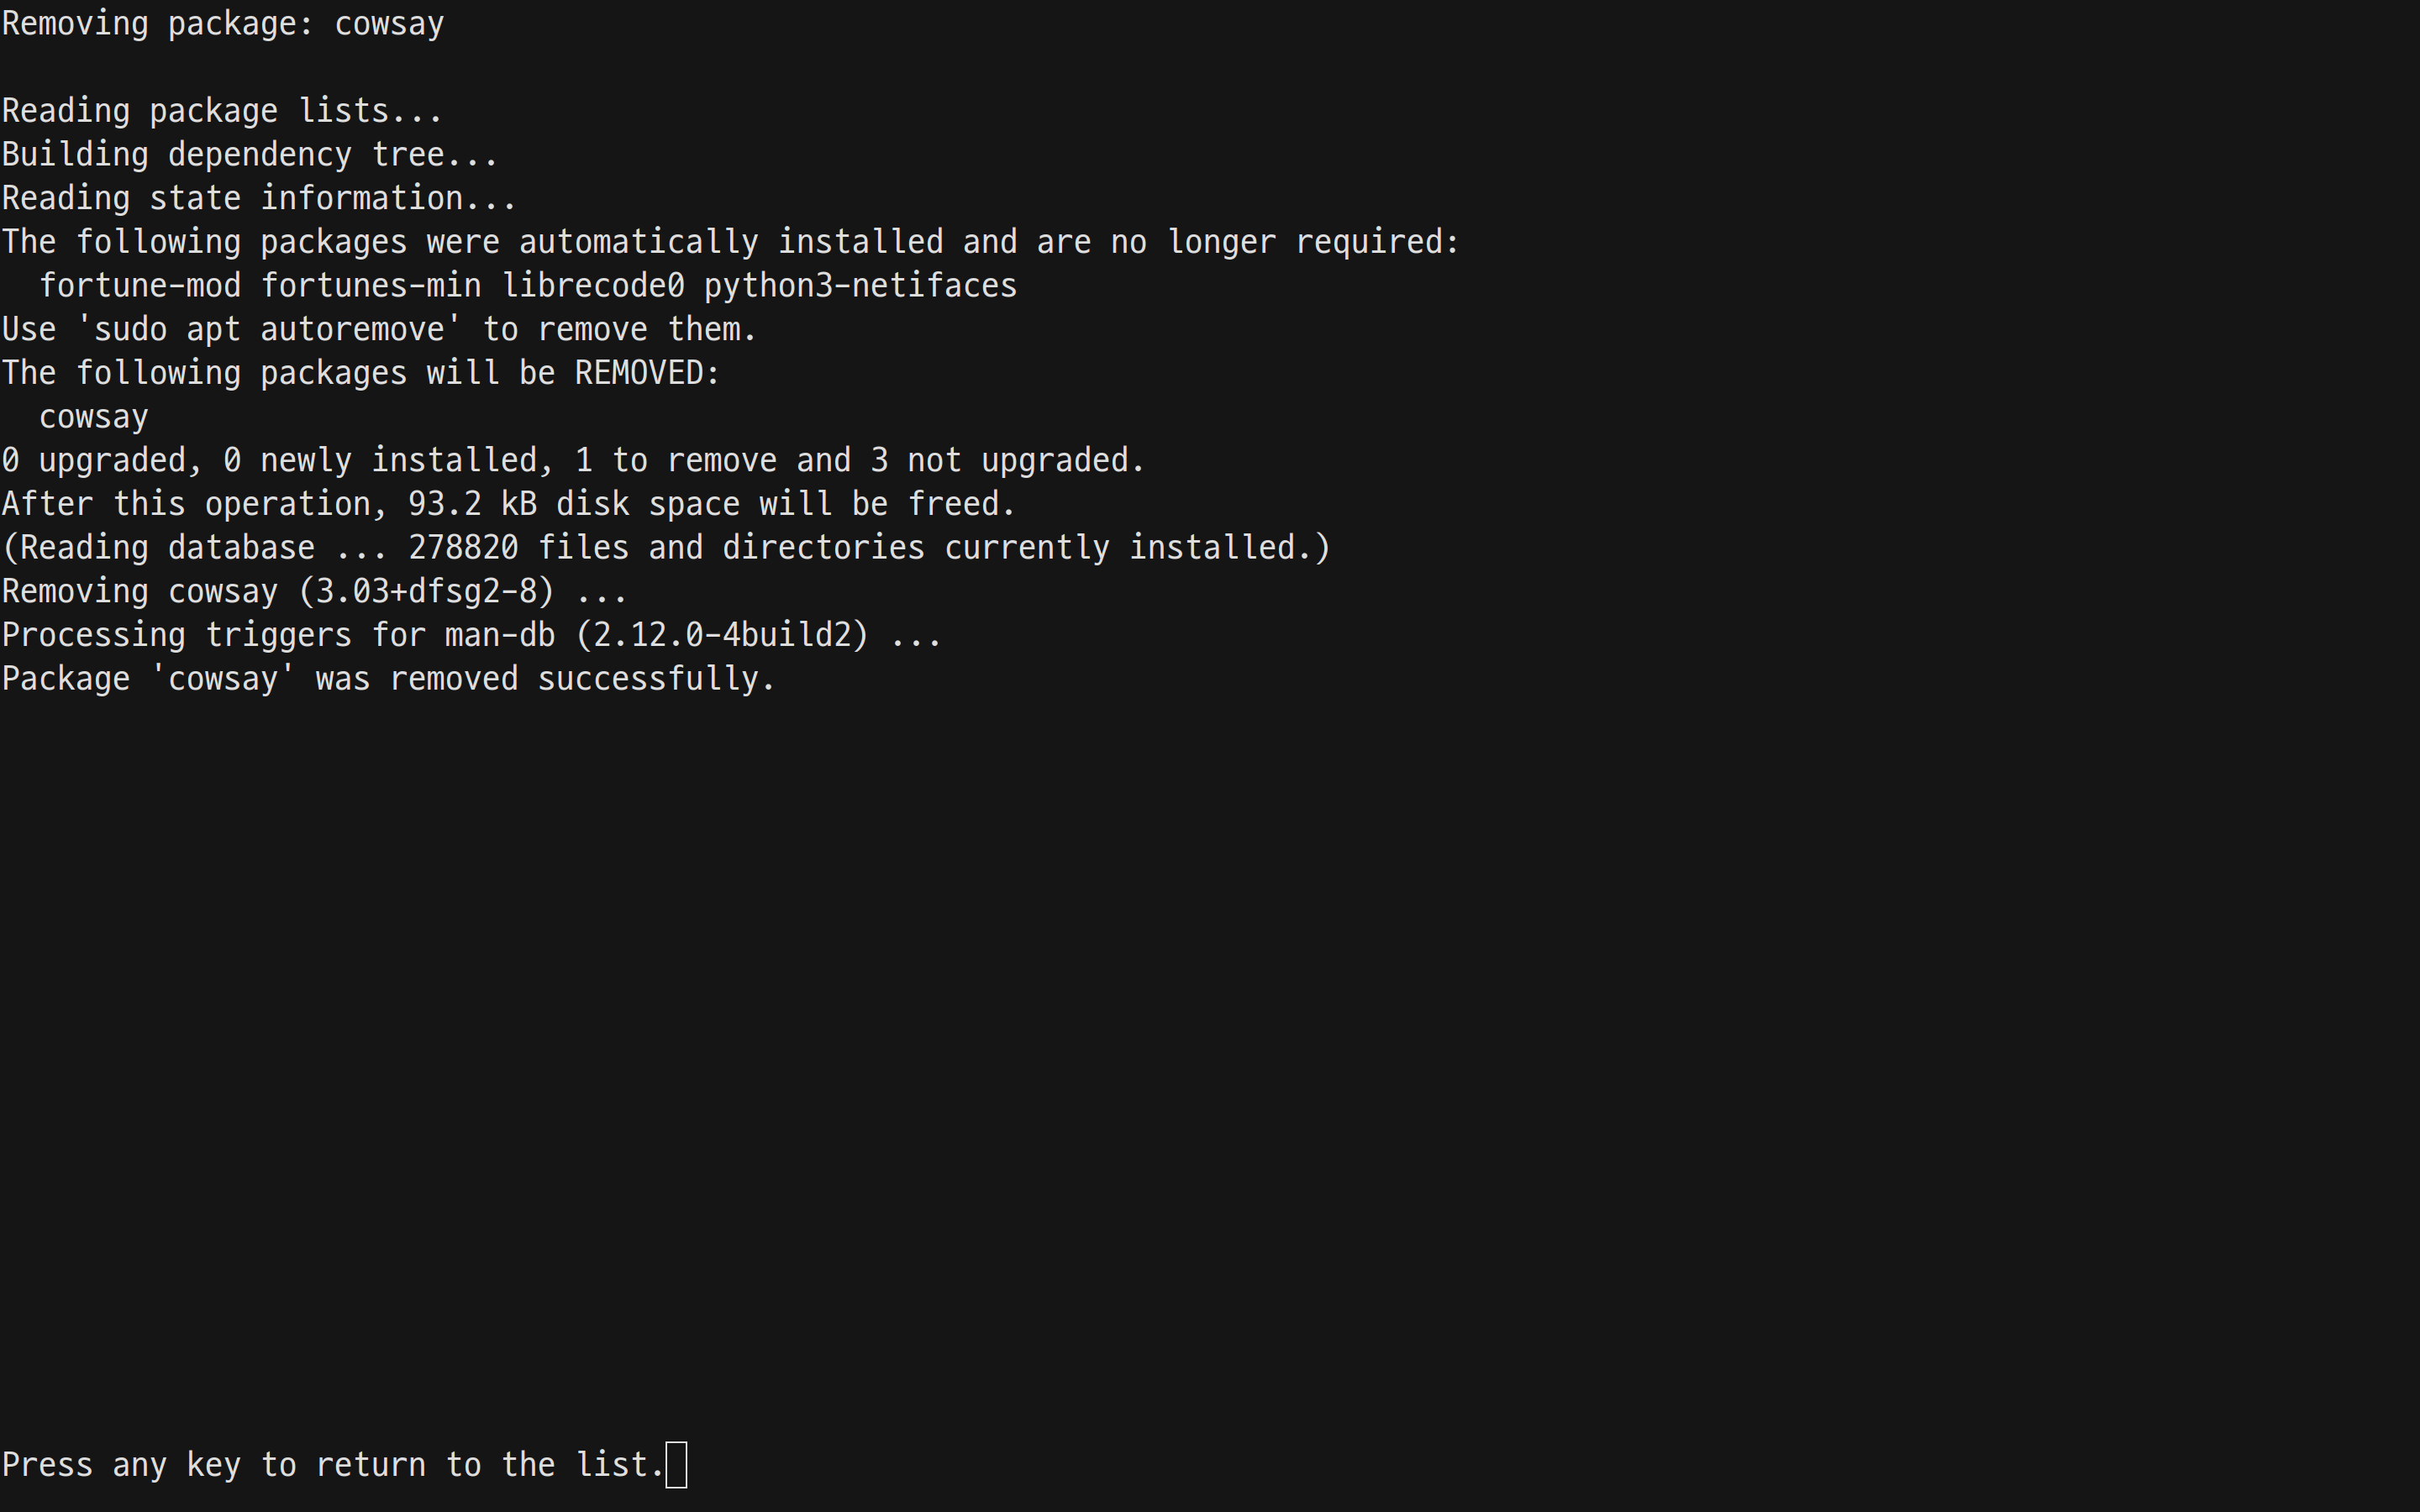 Removing package: cowsay
Reading package lists...
Building dependency tree...
Reading state information...
The following packages were automatically installed and are no longer required:
  fortune-mod fortunes-min librecode0 python3-netifaces
Use 'sudo apt autoremove' to remove them.
The following packages will be REMOVED:
  cowsay
0 upgraded, 0 newly installed, 1 to remove and 3 not upgraded.
After this operation, 93.2 kB disk space will be freed.
(Reading database ... 278820 files and directories currently installed.)
Removing cowsay (3.03+dfsg2-8) ...
Processing triggers for man-db (2.12.0-4build2) ...
Package 'cowsay' was removed successfully.
Press any key to return to the list.